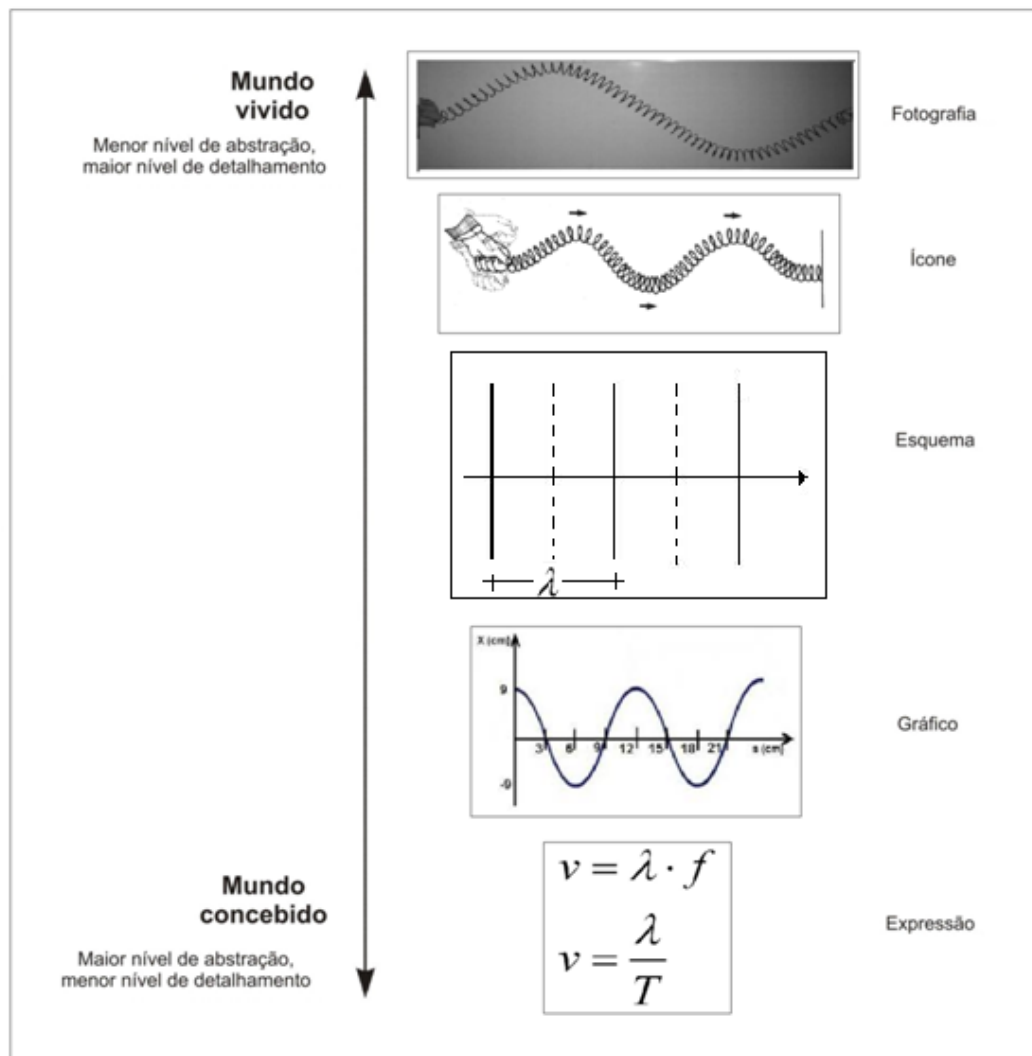 Mundo
vivido
Menor nível de abstração,
maior nível de detalhamento
Fotografia
Ícone
Esquema
λ
X (cm)
9
3 6 9 12 15 18 21 s (cm)
-9
Gráfico
Mundo
concebido
Maior nível de abstração,
menor nível de detalhamento
v = λ · f
v = λ/T
Expressão